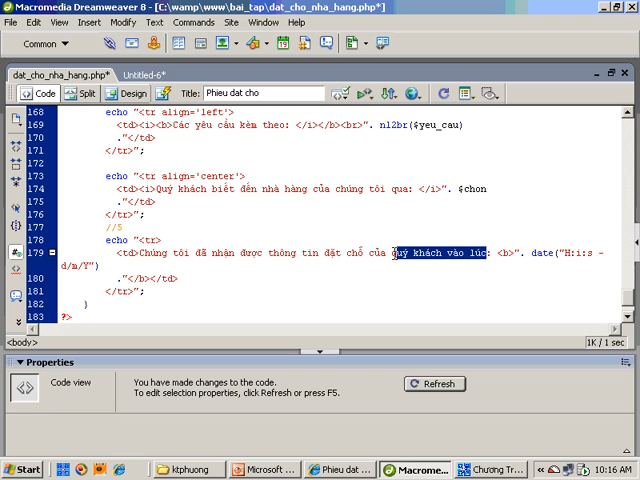 Macromedia Dreamweaver 8 - [C:\wamp\www\bai_tap\dat_cho_nha_hang.php*]
File Edit View Insert Modify Text Commands Site Window Help
Common
dat_cho_nha_hang.php* Untitled-6*
Code Split Design Title: Phieu dat cho
168 echo "<tr align='left'>
169 <td><i><b>Các yêu cầu kèm theo: </i></b><br>". nl2br($yeu_cau)
170 ."</td>
171 </tr>";
172
173 echo "<tr align='center'>
174 <td><i>Quý khách biết đến nhà hàng của chúng tôi qua: </i>". $chon
175 ."</td>
176 </tr>";
177 //5
178 echo "<tr>
179 <td>Chúng tôi đã nhận được thông tin đặt chỗ của quý khách vào lúc: <b>". date("H:i:s -
d/m/Y")
180 ."</b></td>
181 </tr>";
182 }
183 ?>
<body> 1K / 1 sec
Properties
Code view You have made changes to the code.
To edit selection properties, click Refresh or press F5.
Refresh
Start ktphuong Microsoft ... Phieu dat ... Macrome... Chương Tr... 10:16 AM